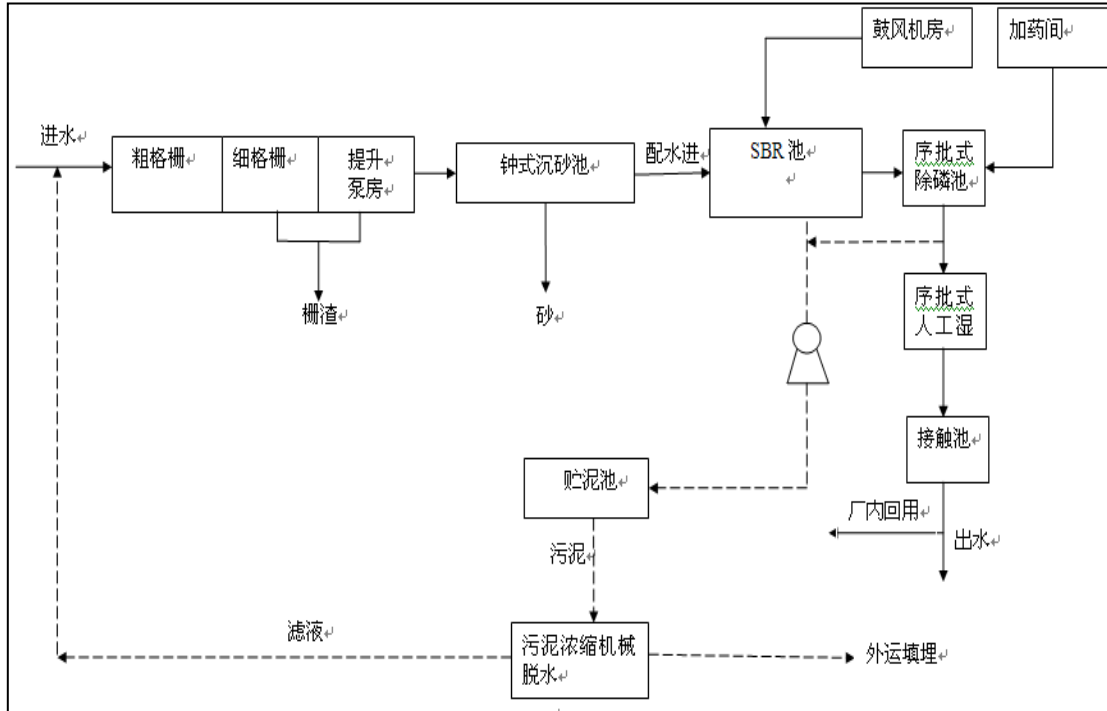 鼓风机房
加药间
进水
粗格栅
细格栅
提升
泵房
钟式沉砂池
配水进
SBR 池
序批式
除磷池
栅渣
砂
序批式
人工湿
接触池
贮泥池
厂内回用
出水
污泥
滤液
污泥浓缩机械
脱水
外运填埋